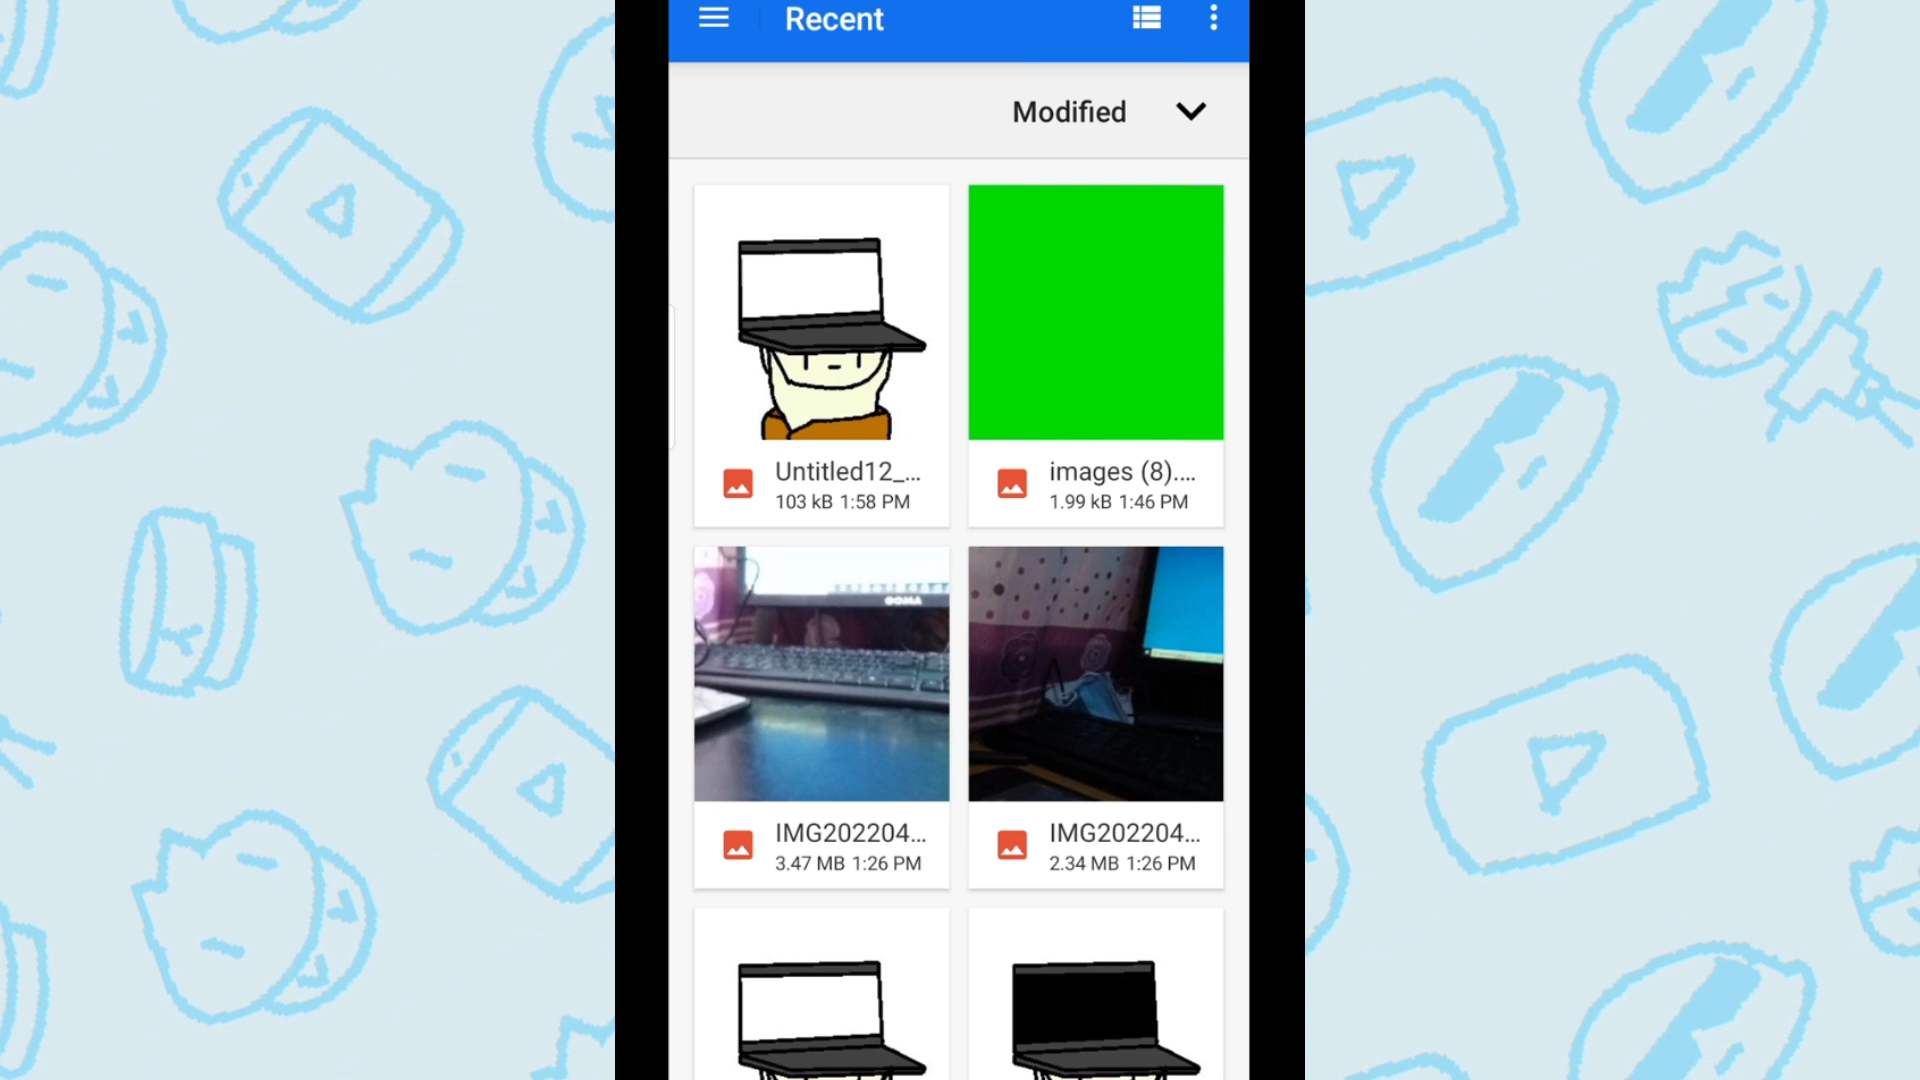 Recent
Modified
Untitled12_...
103 kB 1:58 PM
images (8)....
1.99 kB 1:46 PM
IMG202204...
3.47 MB 1:26 PM
IMG202204...
2.34 MB 1:26 PM